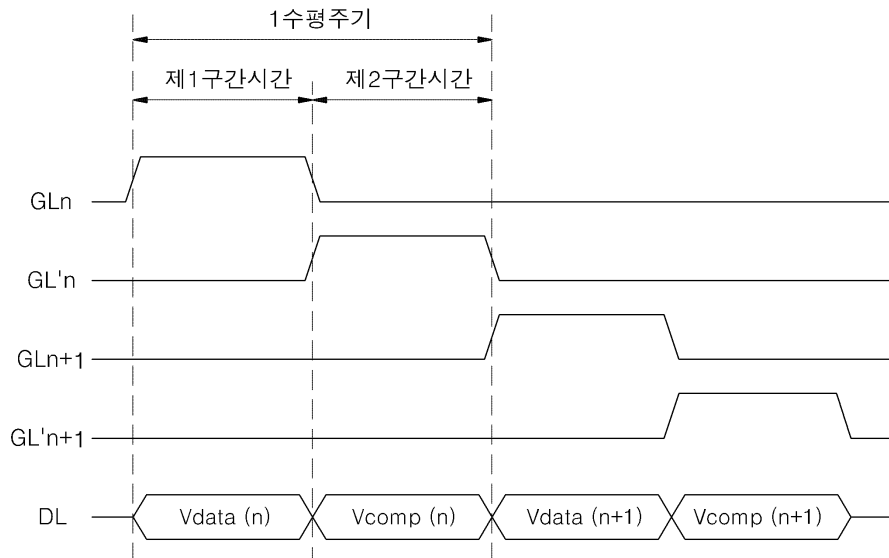 1수평주기
제1구간시간 제2구간시간
GLn
GL'n
GLn+1
GL'n+1
DL Vdata (n) Vcomp (n) Vdata (n+1) Vcomp (n+1)